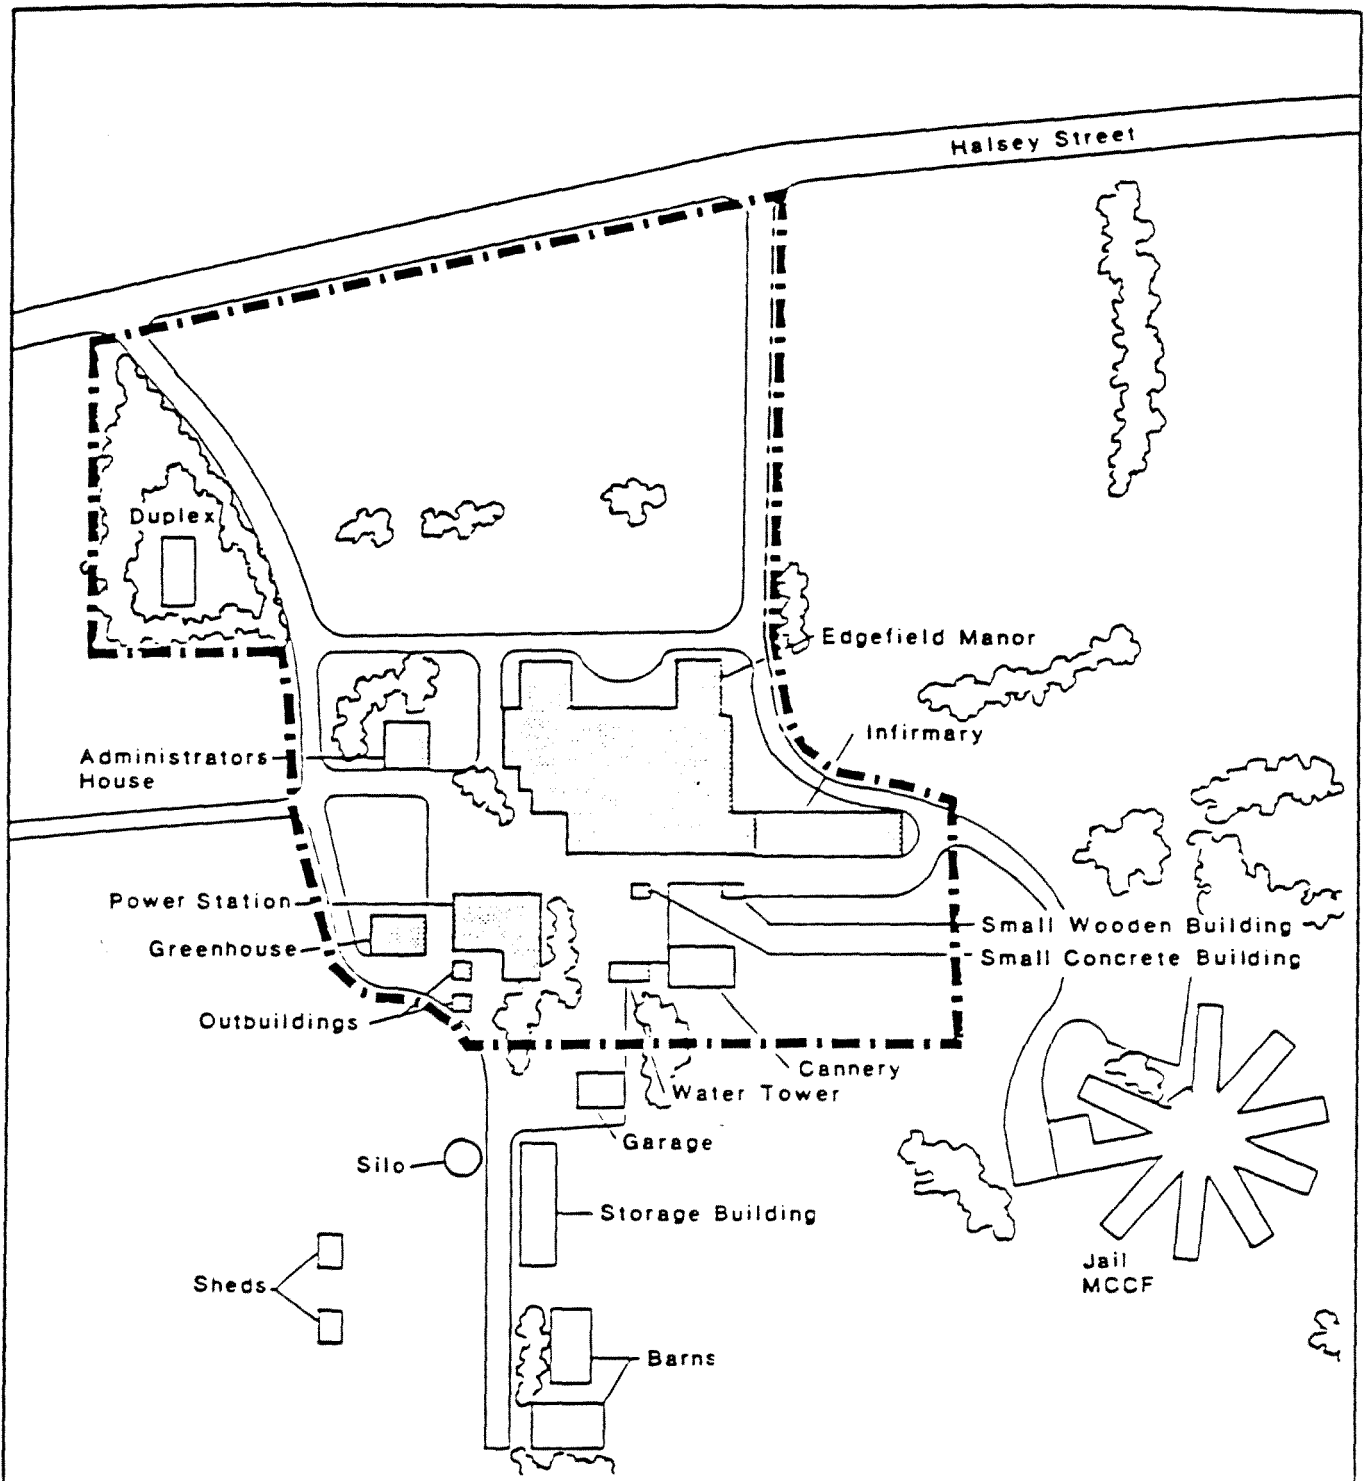 Halsey Street
Duplex
Edgefield Manor
Infirmary
Administrators
House
Power Station
Greenhouse
Small Wooden Building
Small Concrete Building
Outbuildings
Cannery
Water Tower
Garage
Silo
Storage Building
Jail
MCCF
Sheds
Barns